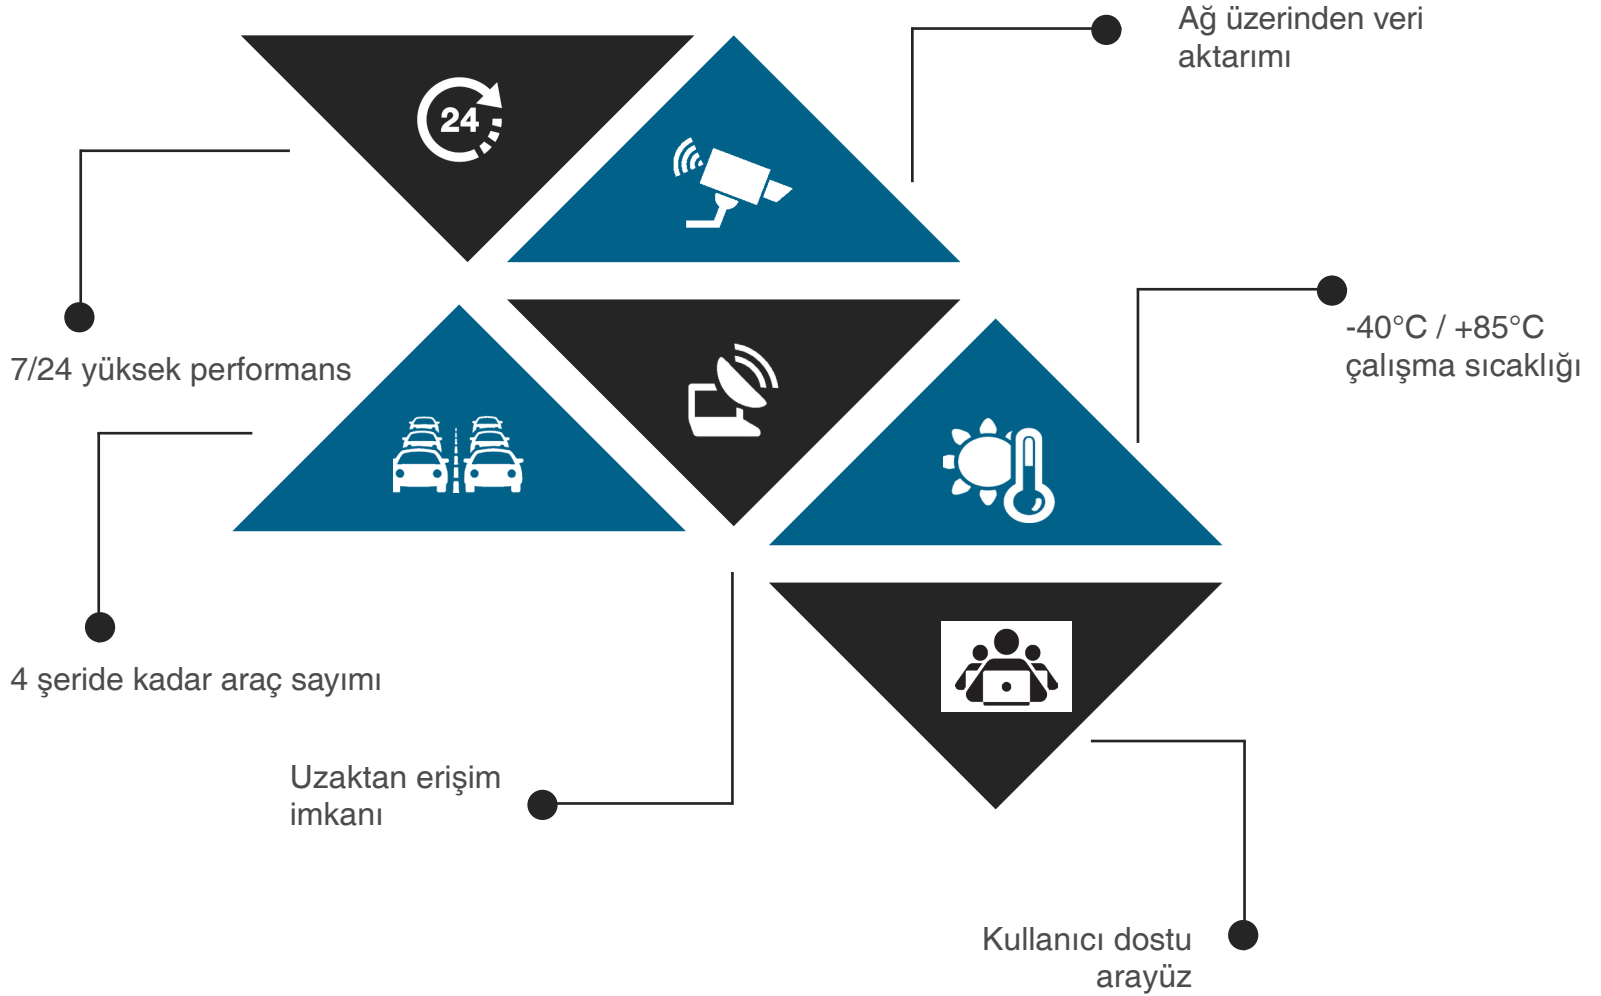 Ağ üzerinden veri
aktarımı
24
-40°C / +85°C
çalışma sıcaklığı
7/24 yüksek performans
4 şeride kadar araç sayımı
Uzaktan erişim
imkanı
Kullanıcı dostu
arayüz